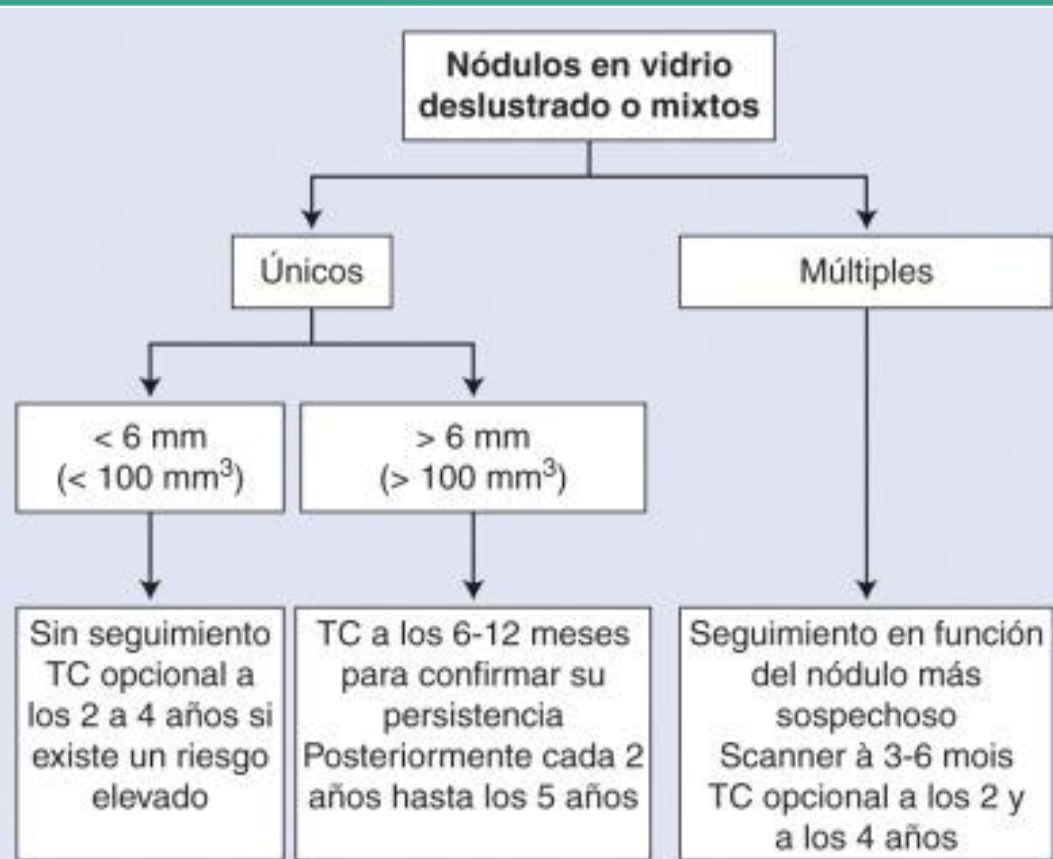 Nódulos en vidrio
deslustrado o mixtos
Únicos
Múltiples
< 6 mm
(< 100 mm³)
> 6 mm
(> 100 mm³)
Sin seguimiento
TC opcional a
los 2 a 4 años si
existe un riesgo
elevado
TC a los 6-12 meses
para confirmar su
persistencia
Posteriormente cada 2
años hasta los 5 años
Seguimiento en función
del nódulo más
sospechoso
Scanner à 3-6 mois
TC opcional a los 2 y
a los 4 años